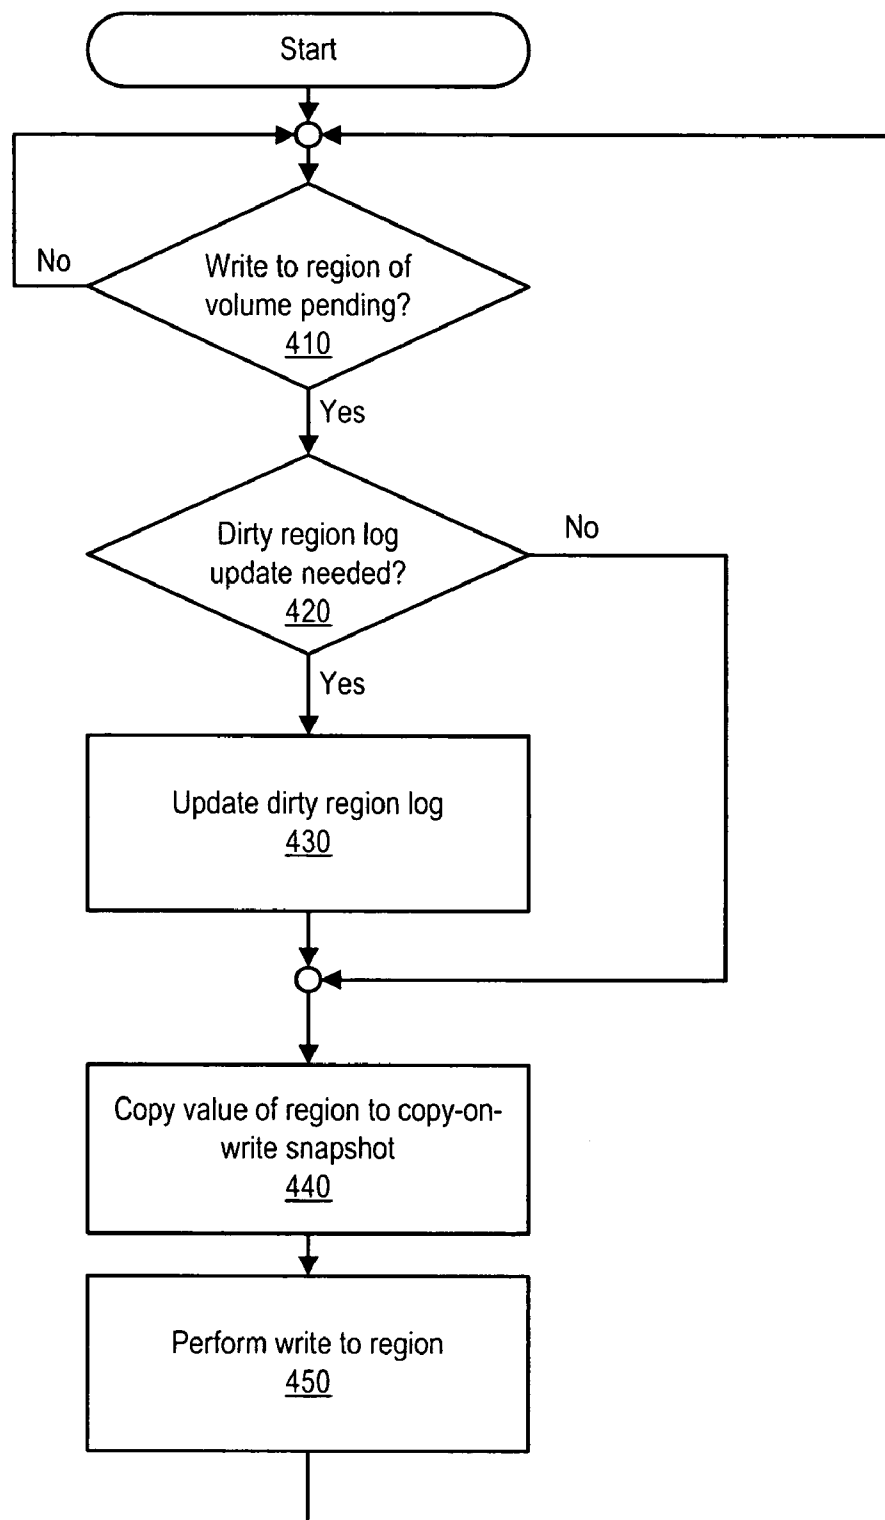 Start
No
Write to region of
volume pending?
410
Yes
Dirty region log
update needed?
420
No
Yes
Update dirty region log
430
Copy value of region to copy-on-
write snapshot
440
Perform write to region
450